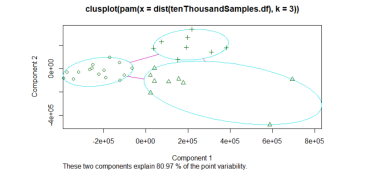 clusplot(pam(x = dist(tenThousandSamples.df), k = 3))
Component 2
0e+00
-4e+05
-2e+05 0e+00 2e+05 4e+05 6e+05 8e+05
Component 1
These two components explain 80.97 % of the point variability.